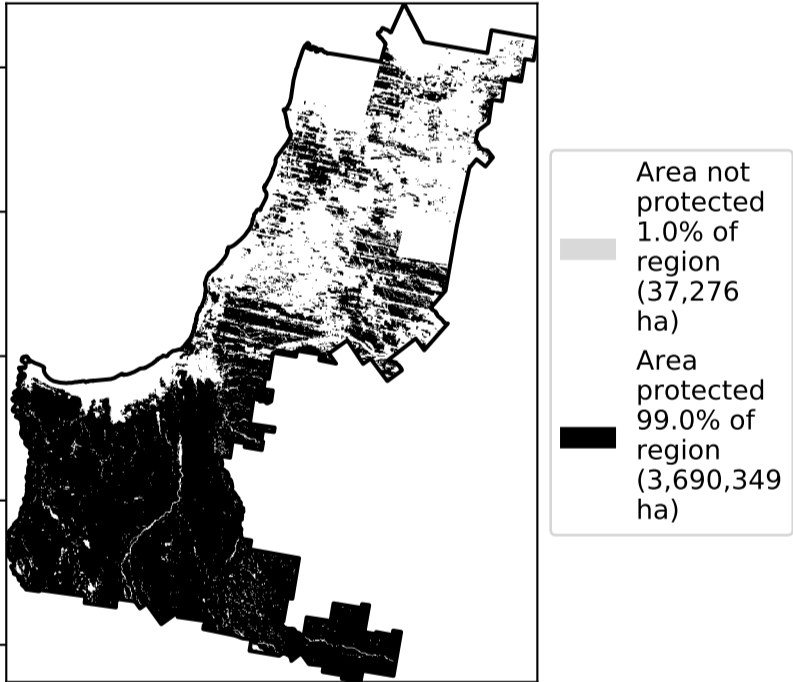 Area not
protected
1.0% of
region
(37,276
ha)
Area
protected
99.0% of
region
(3,690,349
ha)